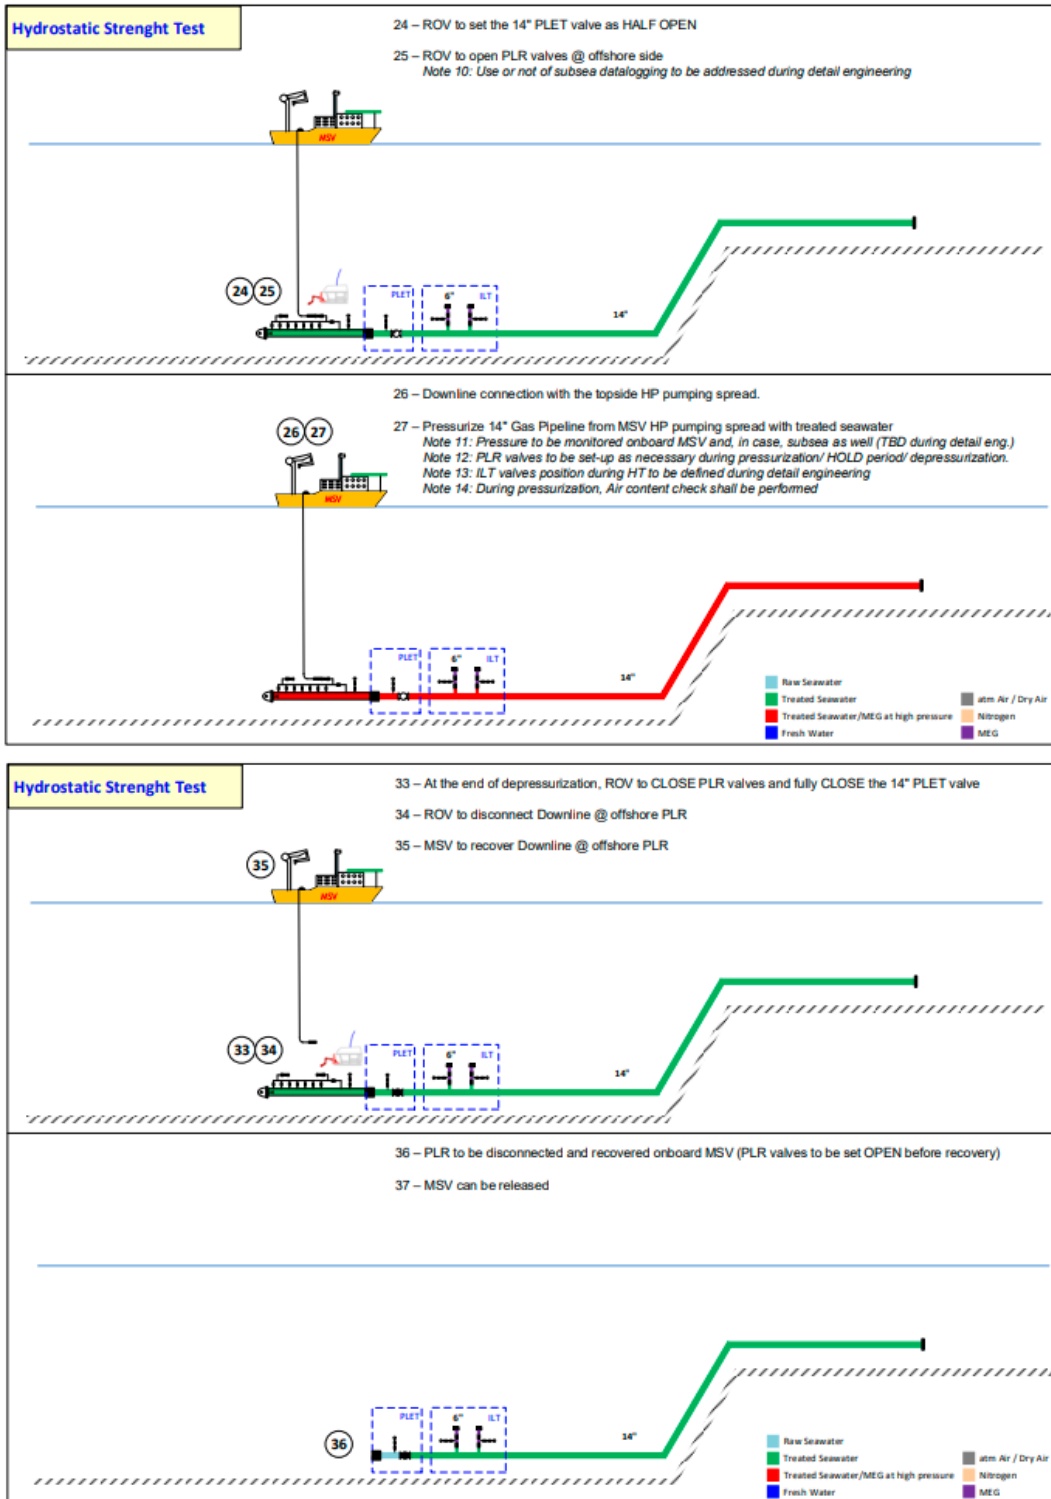 Hydrostatic Strenght Test
24 – ROV to set the 14" PLET valve as HALF OPEN
25 – ROV to open PLR valves @ offshore side
Note 10: Use or not of subsea datalogging to be addressed during detail engineering
MSV
24 25
PLET
6"
ILT
14"
26 – Downline connection with the topside HP pumping spread.
27 – Pressurize 14" Gas Pipeline from MSV HP pumping spread with treated seawater
Note 11: Pressure to be monitored onboard MSV and, in case, subsea as well (TBD during detail eng.)
Note 12: PLR valves to be set-up as necessary during pressurization/ HOLD period/ depressurization.
Note 13: ILT valves position during HT to be defined during detail engineering
Note 14: During pressurization, Air content check shall be performed
26 27
MSV
PLET
6"
ILT
14"
Raw Seawater
Treated Seawater
atm Air / Dry Air
Treated Seawater/MEG at high pressure
Nitrogen
Fresh Water
MEG
Hydrostatic Strenght Test
33 – At the end of depressurization, ROV to CLOSE PLR valves and fully CLOSE the 14" PLET valve
34 – ROV to disconnect Downline @ offshore PLR
35 – MSV to recover Downline @ offshore PLR
35
MSV
33 34
PLET
6"
ILT
14"
36 – PLR to be disconnected and recovered onboard MSV (PLR valves to be set OPEN before recovery)
37 – MSV can be released
36
PLET
6"
ILT
14"
Raw Seawater
Treated Seawater
atm Air / Dry Air
Treated Seawater/MEG at high pressure
Nitrogen
Fresh Water
MEG